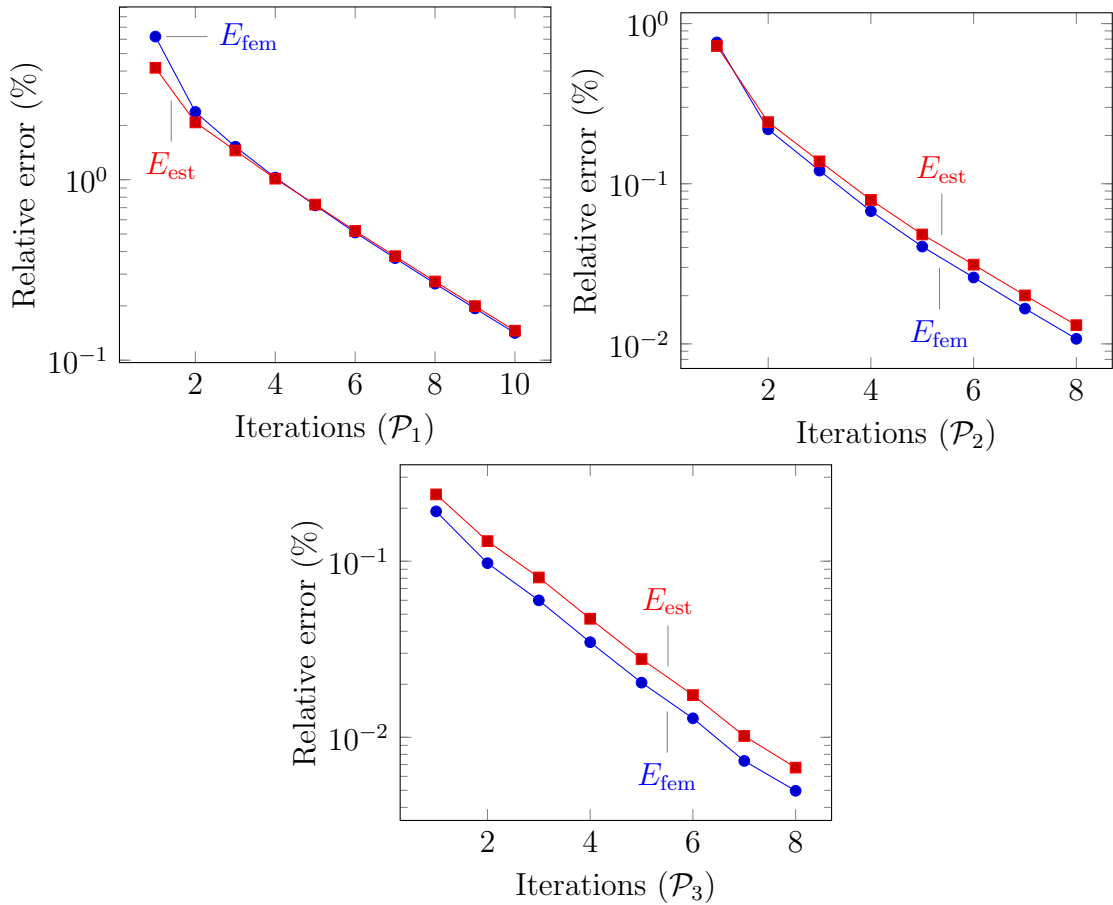 Relative error (%)
10^0
10^{-1}
E_fem
E_est
2 4 6 8 10
Iterations (𝒫_1)
Relative error (%)
10^0
10^{-1}
10^{-2}
E_est
E_fem
2 4 6 8
Iterations (𝒫_2)
Relative error (%)
10^{-1}
10^{-2}
E_est
E_fem
2 4 6 8
Iterations (𝒫_3)